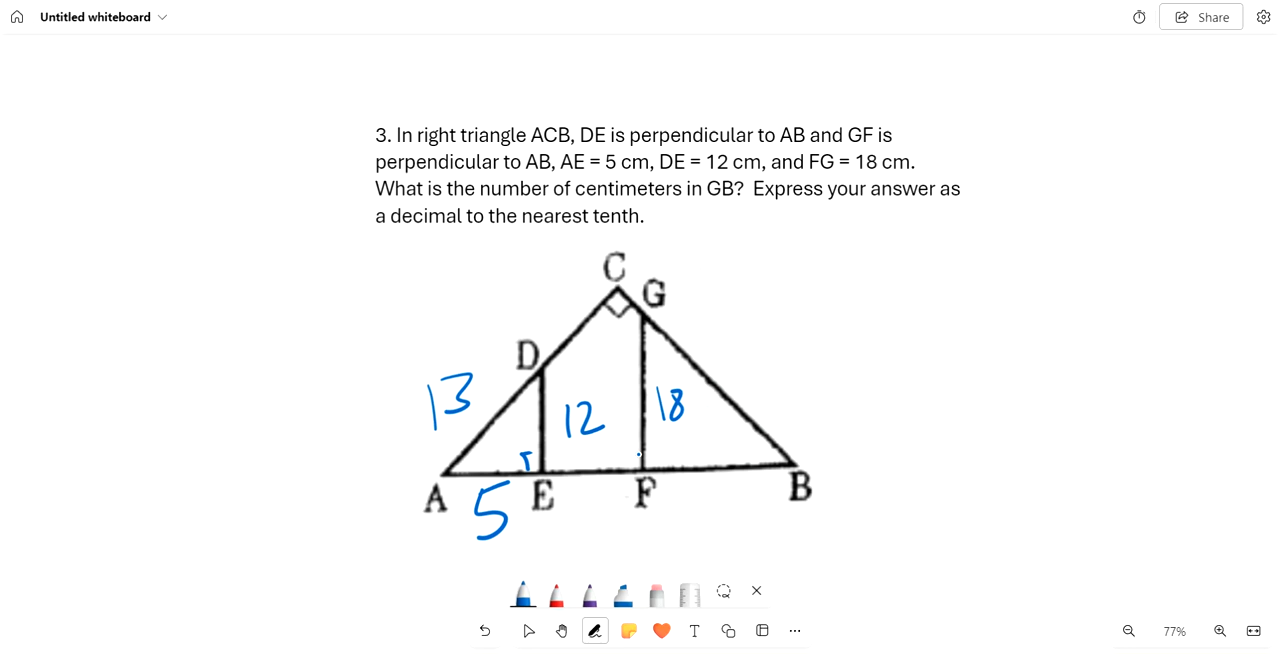 Untitled whiteboard
Share
3. In right triangle ACB, DE is perpendicular to AB and GF is
perpendicular to AB, AE = 5 cm, DE = 12 cm, and FG = 18 cm.
What is the number of centimeters in GB? Express your answer as
a decimal to the nearest tenth.
C
G
D
13
12
18
A
5
E
F
B
T
77%